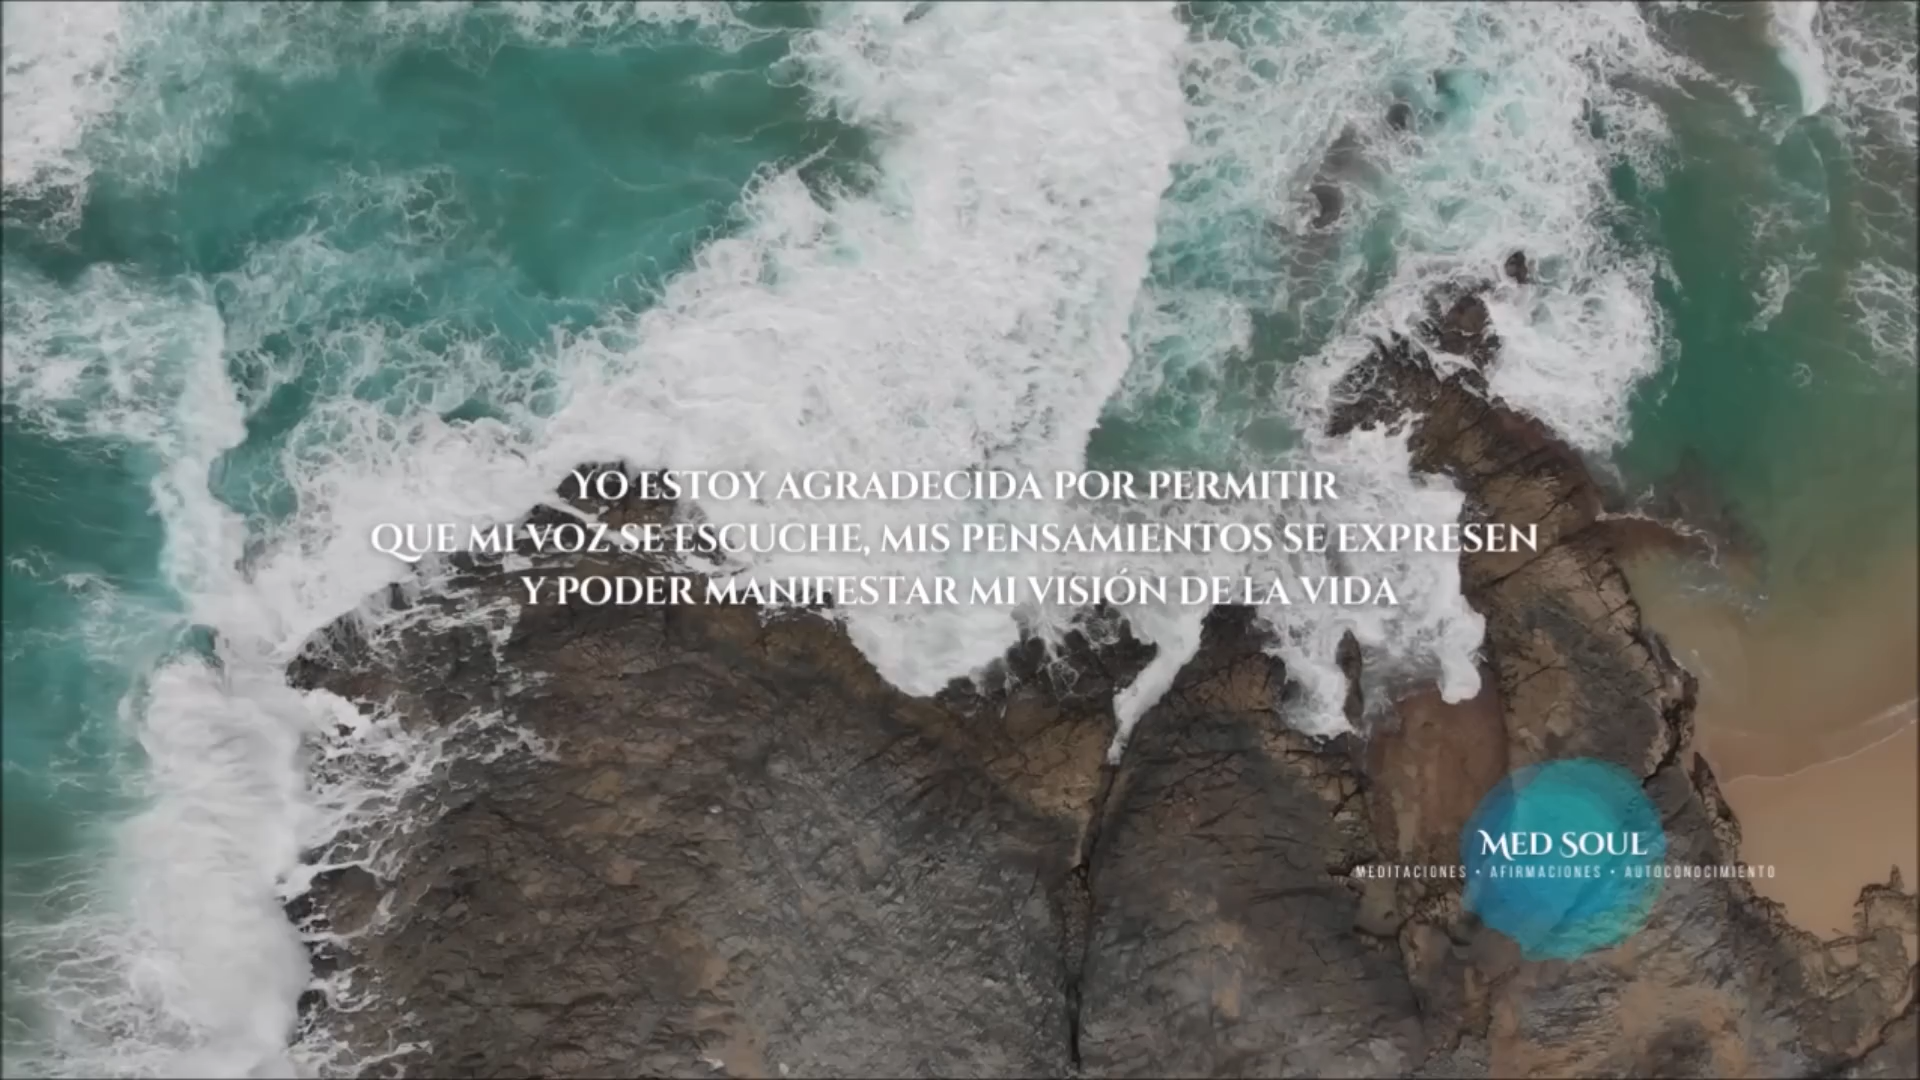 YO ESTOY AGRADECIDA POR PERMITIR
QUE MI VOZ SE ESCUCHE, MIS PENSAMIENTOS SE EXPRESEN
Y PODER MANIFESTAR MI VISIÓN DE LA VIDA
MED SOUL
MEDITACIONES • AFIRMACIONES • AUTOCONOCIMIENTO